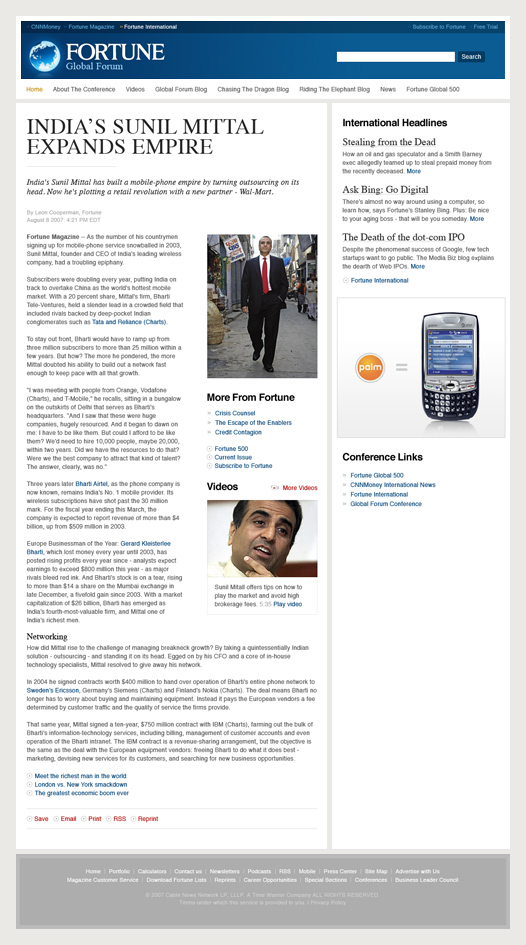 CNNMoney Fortune Magazine Fortune International Subscribe to Fortune Free Trial
FORTUNE
Global Forum
Search
Home About The Conference Videos Global Forum Blog Chasing The Dragon Blog Riding The Elephant Blog News Fortune Global 500
INDIA'S SUNIL MITTAL
EXPANDS EMPIRE
India's Sunil Mittal has built a mobile-phone empire by turning outsourcing on its
head. Now he's plotting a retail revolution with a new partner - Wal-Mart.
By Leon Cooperman, Fortune
August 8 2007: 4:21 PM EDT
Fortune Magazine -- As the number of his countrymen
signing up for mobile-phone service snowballed in 2003,
Sunil Mittal, founder and CEO of India's leading wireless
company, had a troubling epiphany.
Subscribers were doubling every year, putting India on
track to overtake China as the world's hottest mobile
market. With a 20 percent share, Mittal's firm, Bharti
Tele-Ventures, held a slender lead in a crowded field that
included rivals backed by deep-pocket Indian
conglomerates such as Tata and Reliance (Charts).
To stay out front, Bharti would have to ramp up from
three million subscribers to more than 25 million within a
few years. But how? The more he pondered, the more
Mittal doubted his ability to build out a network fast
enough to keep pace with all that growth.
"I was meeting with people from Orange, Vodafone
(Charts), and T-Mobile," he recalls, sitting in a bungalow
on the outskirts of Delhi that serves as Bharti's
headquarters. "And I saw that these were huge
companies, hugely resourced. And it began to dawn on
me: I have to be like them. But could I afford to be like
them? We'd need to hire 10,000 people, maybe 20,000,
within two years. Did we have the resources to do that?
Were we the best company to attract that kind of talent?
The answer, clearly, was no."
Three years later Bharti Airtel, as the phone company is
now known, remains India's No. 1 mobile provider. Its
wireless subscriptions have shot past the 30 million
mark. For the fiscal year ending this March, the
company is expected to report revenue of more than $4
billion, up from $509 million in 2003.
Europe Businessman of the Year: Gerard Kleisterlee
Bharti, which lost money every year until 2003, has
posted rising profits every year since - analysts expect
earnings to exceed $800 million this year - as major
rivals bleed red ink. And Bharti's stock is on a tear, rising
to more than $14 a share on the Mumbai exchange in
late December, a fivefold gain since 2003. With a market
capitalization of $26 billion, Bharti has emerged as
India's fourth-most-valuable firm, and Mittal one of
India's richest men.
More From Fortune
Crisis Counsel
The Escape of the Enablers
Credit Contagion
Fortune 500
Current Issue
Subscribe to Fortune
Videos More Videos
Sunil Mitall offers tips on how to
play the market and avoid high
brokerage fees. 5:35 Play video
Networking
How did Mittal rise to the challenge of managing breakneck growth? By taking a quintessentially Indian
solution - outsourcing - and standing it on its head. Egged on by his CFO and a core of in-house
technology specialists, Mittal resolved to give away his network.
In 2004 he signed contracts worth $400 million to hand over operation of Bharti's entire phone network to
Sweden's Ericsson, Germany's Siemens (Charts) and Finland's Nokia (Charts). The deal means Bharti no
longer has to worry about buying and maintaining equipment. Instead it pays the European vendors a fee
determined by customer traffic and the quality of service the firms provide.
That same year, Mittal signed a ten-year, $750 million contract with IBM (Charts), farming out the bulk of
Bharti's information-technology services, including billing, management of customer accounts and even
operation of the Bharti intranet. The IBM contract is a revenue-sharing arrangement, but the objective is
the same as the deal with the European equipment vendors: freeing Bharti to do what it does best -
marketing, devising new services for its customers, and searching for new business opportunities.
Meet the richest man in the world
London vs. New York smackdown
The greatest economic boom ever
Save Email Print RSS Reprint
International Headlines
Stealing from the Dead
How an oil and gas speculator and a Smith Barney
exec allegedly teamed up to steal prepaid money from
the recently deceased. More
Ask Bing: Go Digital
There's almost no way around using a computer, so
learn how, says Fortune's Stanley Bing. Plus: Be nice
to your aging boss - that will be you someday. More
The Death of the dot-com IPO
Despite the phenomenal success of Google, few tech
startups want to go public. The Media Biz blog explains
the dearth of Web IPOs. More
Fortune International
palm =
Conference Links
Fortune Global 500
CNNMoney International News
Fortune International
Global Forum Conference
Home Portfolio Calculators Contact us Newsletters Podcasts RSS Mobile Press Center Site Map Advertise with Us
Magazine Customer Service Download Fortune Lists Reprints Career Opportunities Special Sections Conferences Business Leader Council
© 2007 Cable News Network LP, LLLP. A Time Warner Company ALL RIGHTS RESERVED.
Terms under which this service is provided to you. Privacy Policy